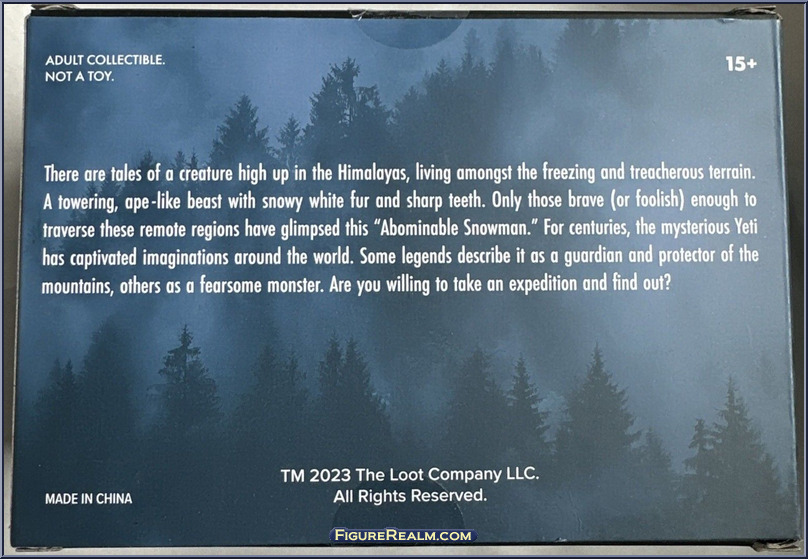 ADULT COLLECTIBLE.
NOT A TOY.
15+
There are tales of a creature high up in the Himalayas, living amongst the freezing and treacherous terrain.
A towering, ape-like beast with snowy white fur and sharp teeth. Only those brave (or foolish) enough to
traverse these remote regions have glimpsed this “Abominable Snowman.” For centuries, the mysterious Yeti
has captivated imaginations around the world. Some legends describe it as a guardian and protector of the
mountains, others as a fearsome monster. Are you willing to take an expedition and find out?
TM 2023 The Loot Company LLC.
All Rights Reserved.
MADE IN CHINA
FIGUREREALM.COM